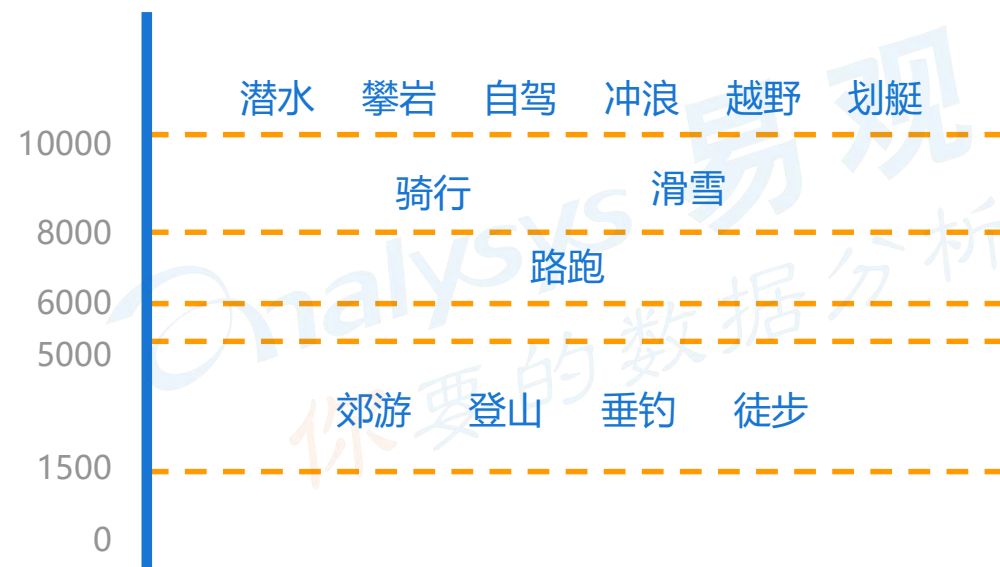 潜水 攀岩 自驾 冲浪 越野 划艇
10000
骑行 滑雪
8000
路跑
6000
5000
郊游 登山 垂钓 徒步
1500
0
nalysys 易观
你要的数据分析